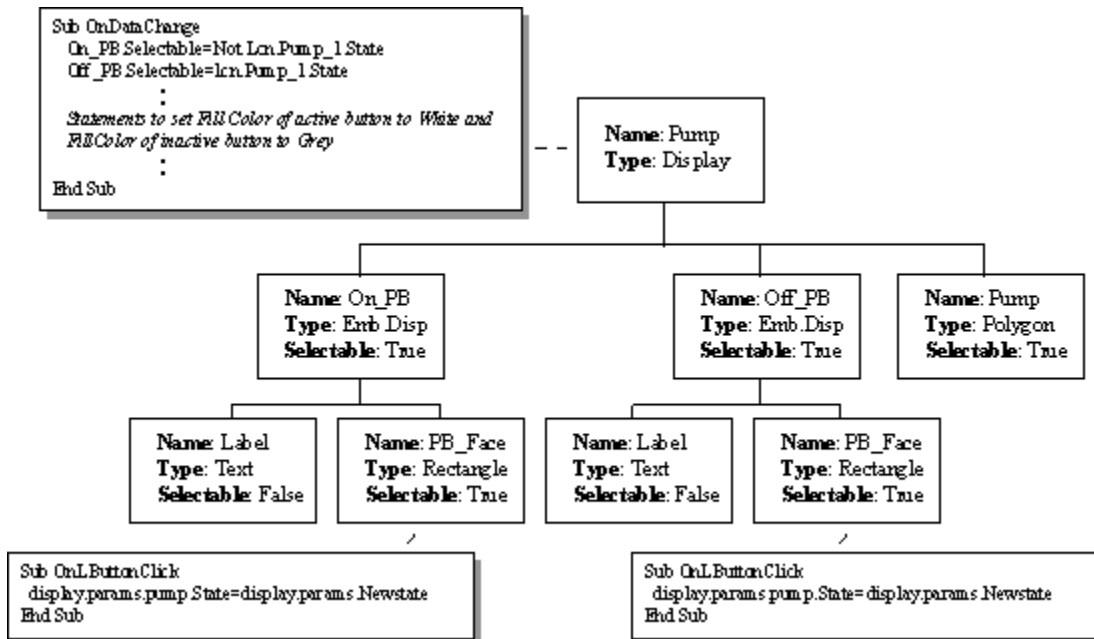 Sub OnDataChange
On_PB.Selectable=Not Lcn.Pump_1.State
Off_PB.Selectable=lcn.Pump_1.State
:
Statements to set Fill Color of active button to White and
FillColor of inactive button to Grey
:
End Sub
Name: Pump
Type: Display
Name: On_PB
Type: Emb.Disp
Selectable: True
Name: Off_PB
Type: Emb.Disp
Selectable: True
Name: Pump
Type: Polygon
Selectable: True
Name: Label
Type: Text
Selectable: False
Name: PB_Face
Type: Rectangle
Selectable: True
Name: Label
Type: Text
Selectable: False
Name: PB_Face
Type: Rectangle
Selectable: True
Sub OnLButtonClick
display.params.pump.State=display.params.Newstate
End Sub
Sub OnLButtonClick
display.params.pump.State=display.params.Newstate
End Sub